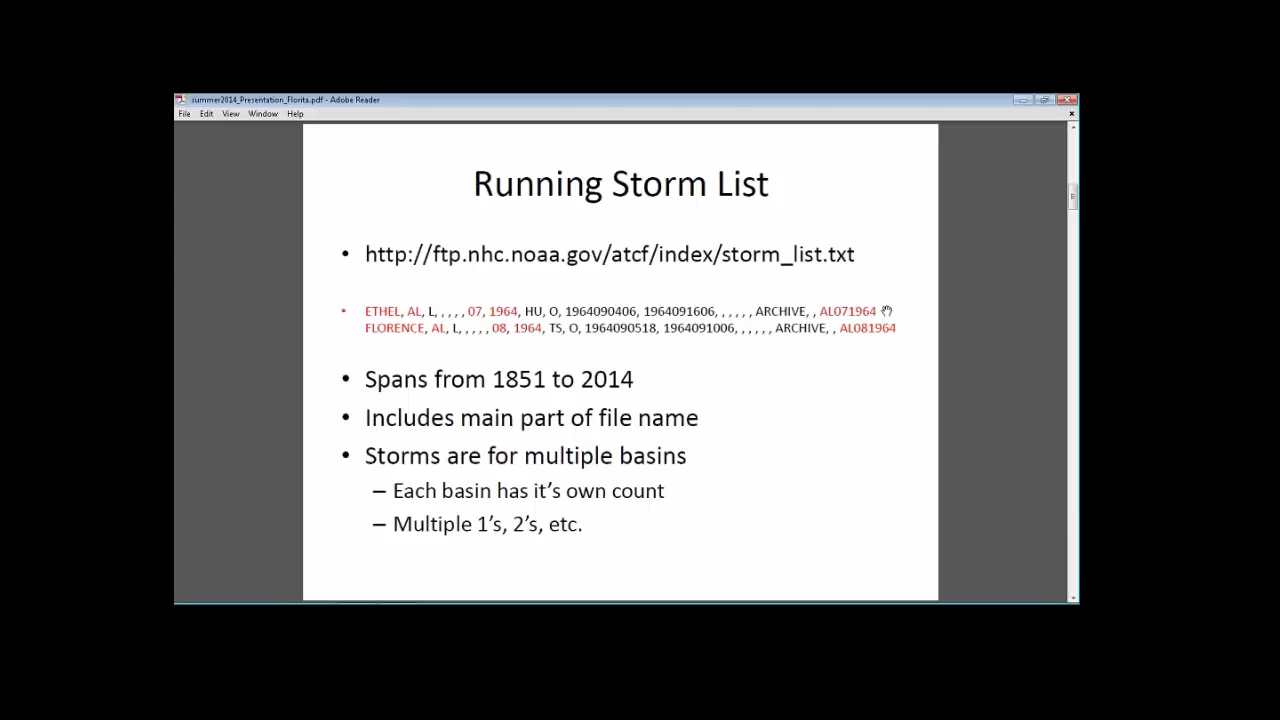 summer2014_Presentation_Florita.pdf - Adobe Reader
File Edit View Window Help
Running Storm List
• http://ftp.nhc.noaa.gov/atcf/index/storm_list.txt
• ETHEL, AL, L, , , , , 07, 1964, HU, O, 1964090406, 1964091606, , , , , , ARCHIVE, , AL071964
FLORENCE, AL, L, , , , , 08, 1964, TS, O, 1964090518, 1964091006, , , , , , ARCHIVE, , AL081964
• Spans from 1851 to 2014
• Includes main part of file name
• Storms are for multiple basins
– Each basin has it’s own count
– Multiple 1’s, 2’s, etc.